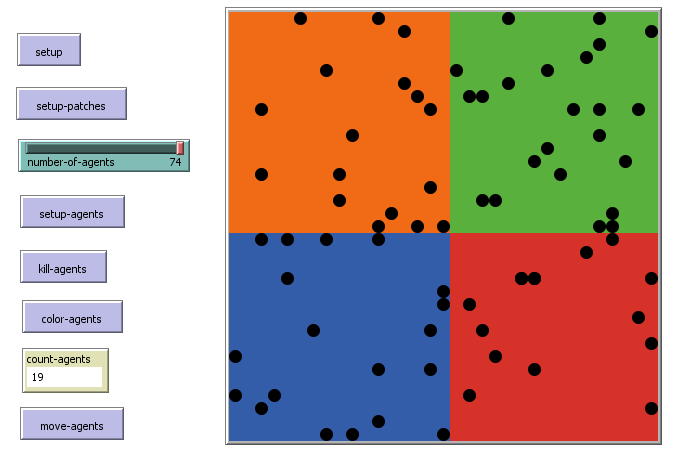 setup
setup-patches
number-of-agents 74
setup-agents
kill-agents
color-agents
count-agents
19
move-agents